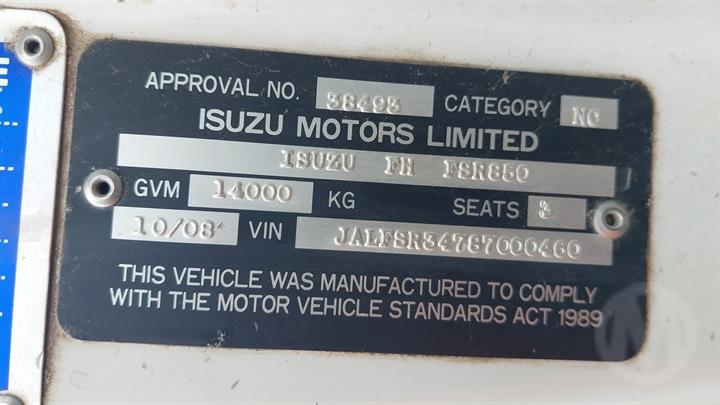 APPROVAL NO. 38493 CATEGORY NC
ISUZU MOTORS LIMITED
ISUZU FH FSR850
GVM 14000 KG SEATS 3
10/08 VIN JALFSR34787000460
THIS VEHICLE WAS MANUFACTURED TO COMPLY
WITH THE MOTOR VEHICLE STANDARDS ACT 1989